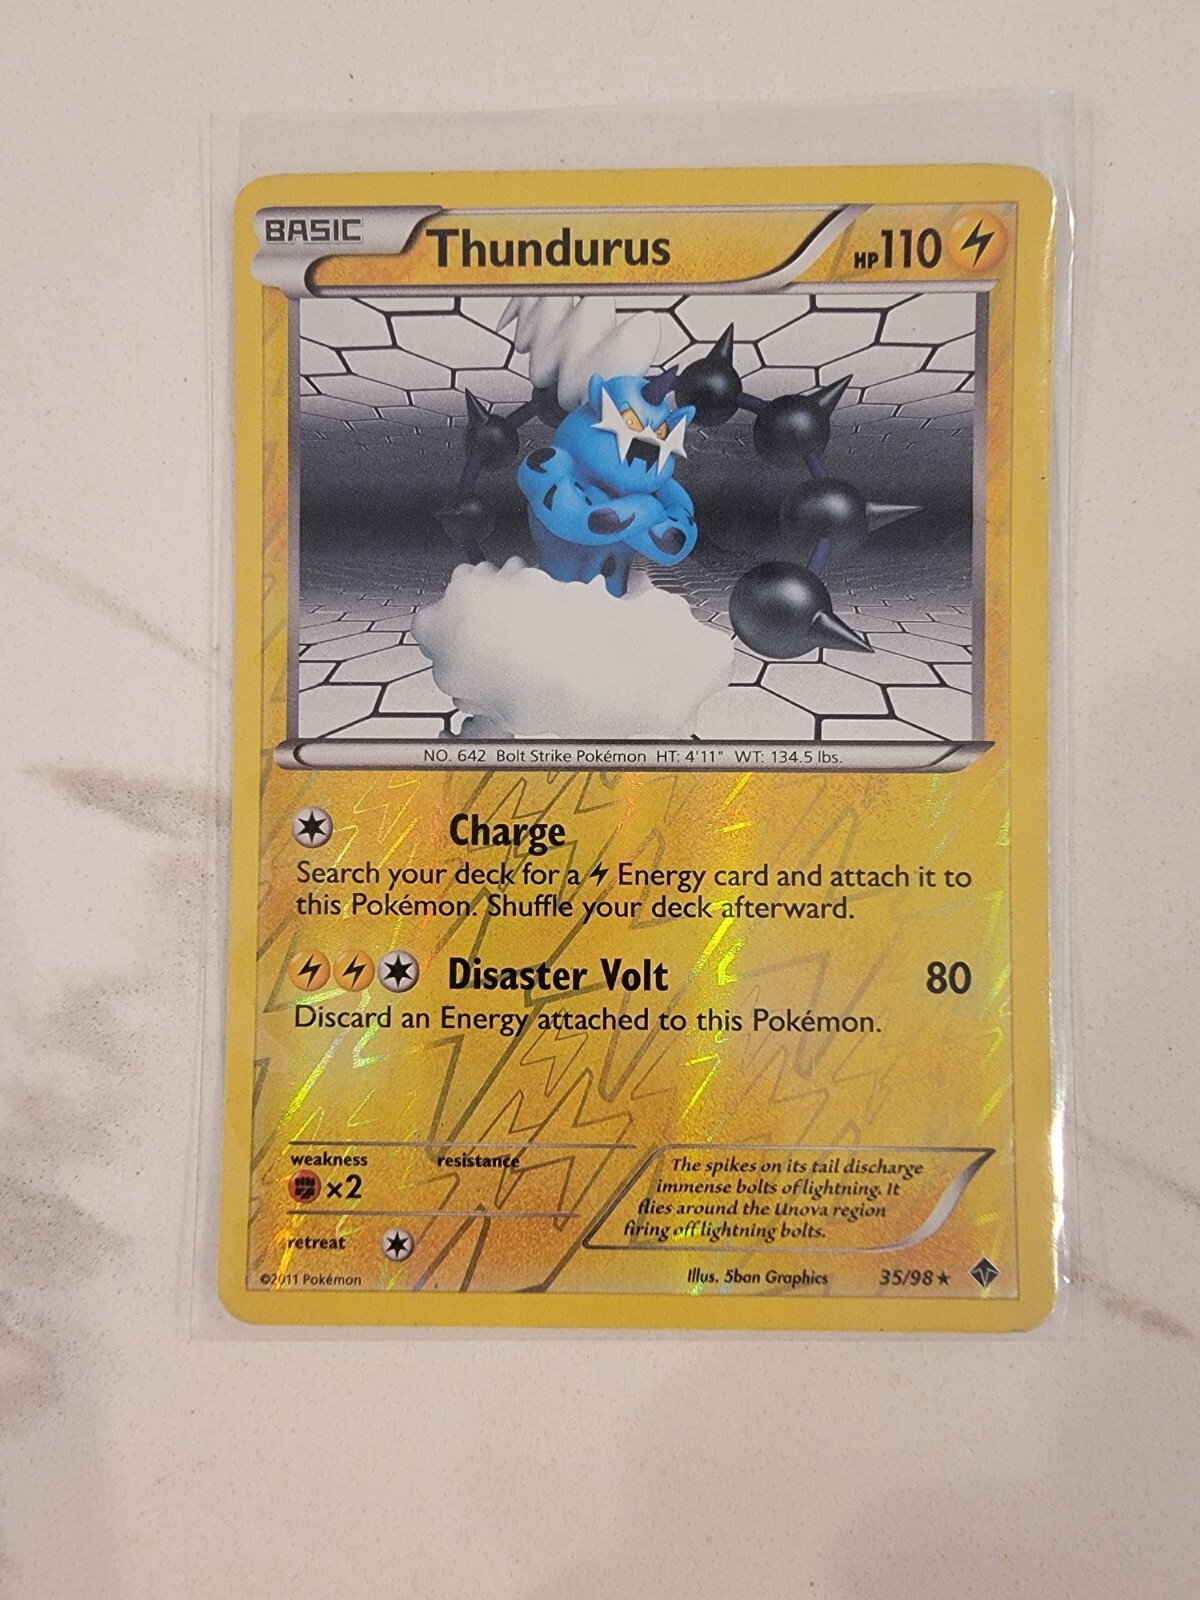 BASIC Thundurus HP110
NO. 642 Bolt Strike Pokémon HT: 4'11" WT: 134.5 lbs.
Charge
Search your deck for a Energy card and attach it to
this Pokémon. Shuffle your deck afterward.
Disaster Volt 80
Discard an Energy attached to this Pokémon.
weakness resistance
×2
retreat
The spikes on its tail discharge
immense bolts of lightning. It
flies around the Unova region
firing off lightning bolts.
©2011 Pokémon Illus. 5ban Graphics 35/98 ★